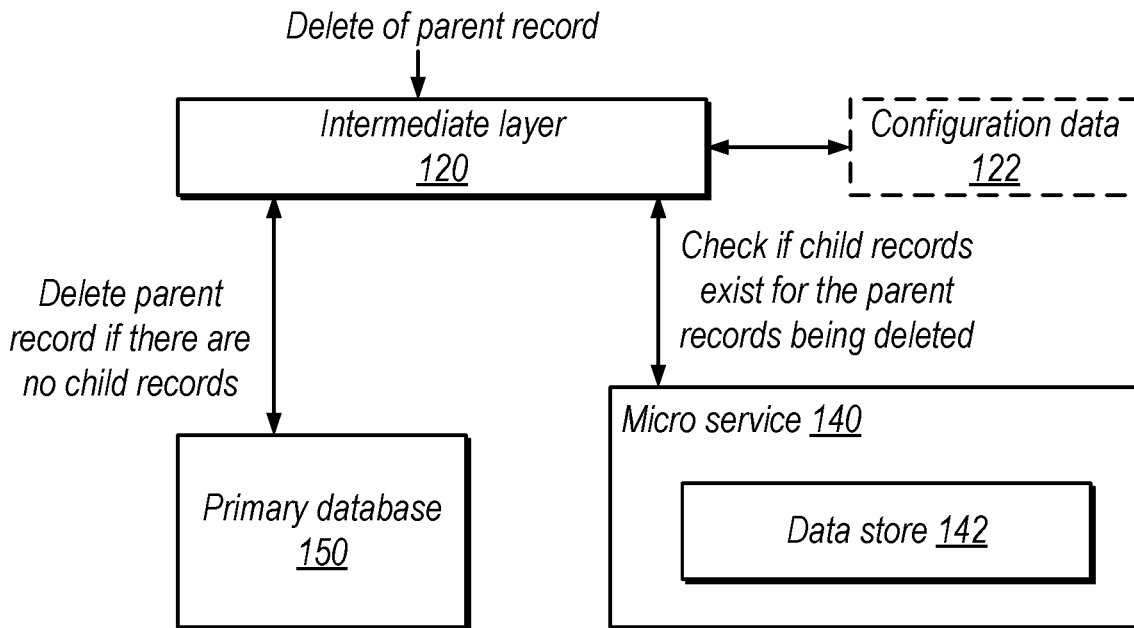 Delete of parent record
Intermediate layer
120
Configuration data
122
Delete parent
record if there are
no child records
Check if child records
exist for the parent
records being deleted
Primary database
150
Micro service 140
Data store 142